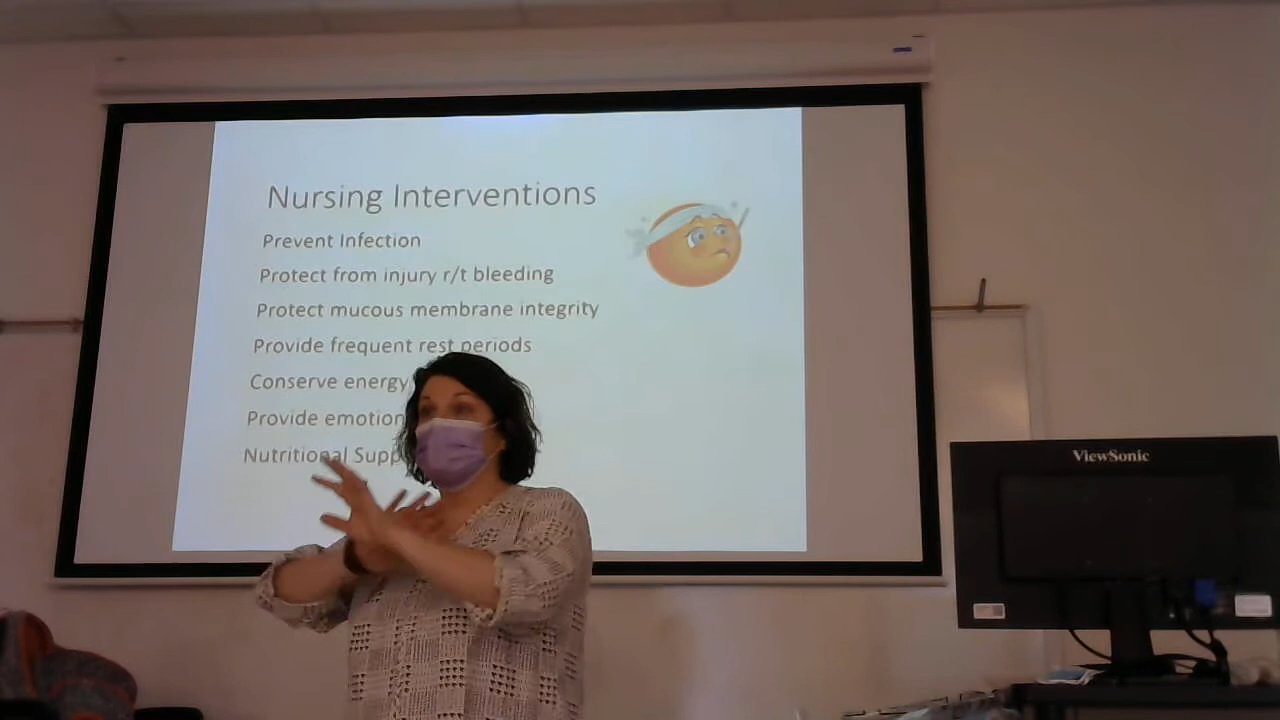 Nursing Interventions
Prevent Infection
Protect from injury r/t bleeding
Protect mucous membrane integrity
Provide frequent rest periods
Conserve energy
Provide emotion
Nutritional Supp
ViewSonic